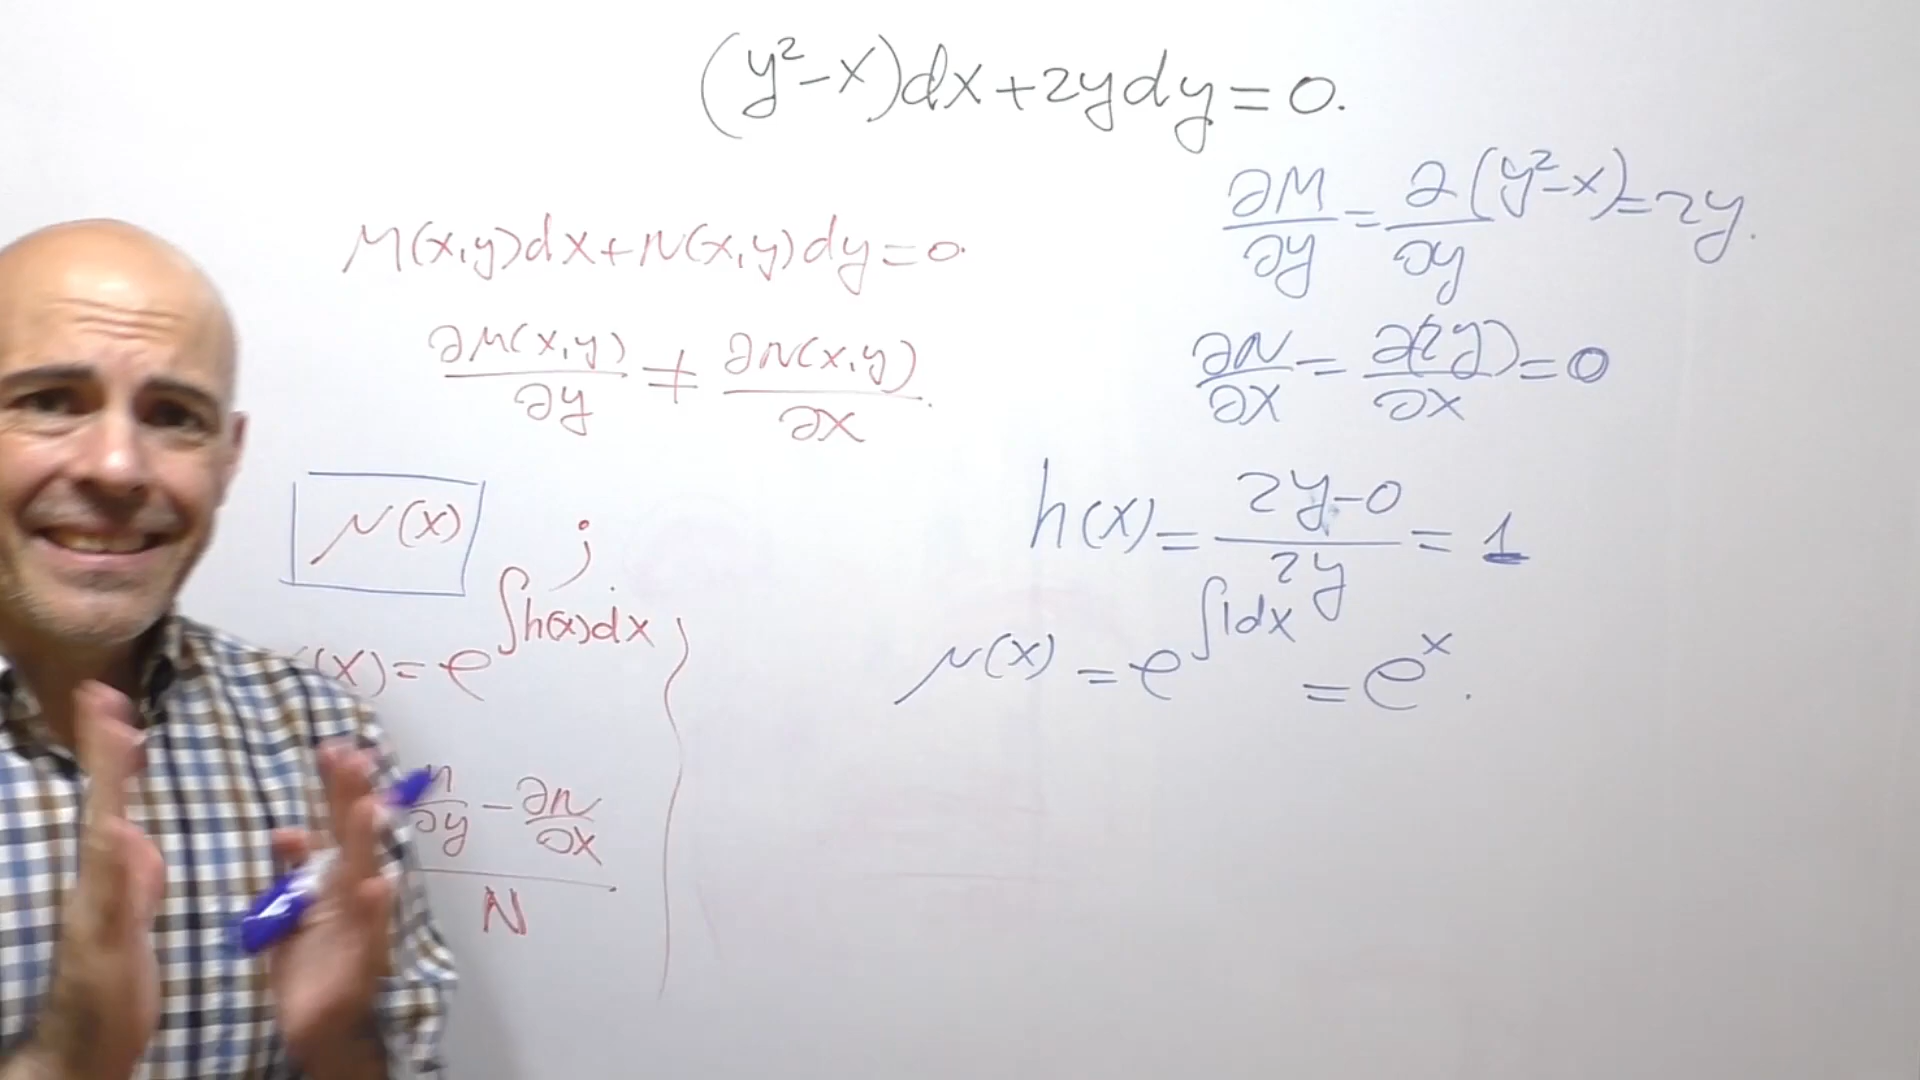 (y²-x)dx+2ydy=0.
M(x,y)dx+N(x,y)dy=0.
∂M(x,y)/∂y ≠ ∂N(x,y)/∂x.
μ(x) ;
(x)=e^∫h(x)dx
∂y - ∂N/∂x
N
∂M/∂y = ∂(y²-x)/∂y = 2y.
∂N/∂x = ∂(2y)/∂x = 0
h(x) = 2y-0/2y = 1
μ(x) = e^∫1dx = e^x.